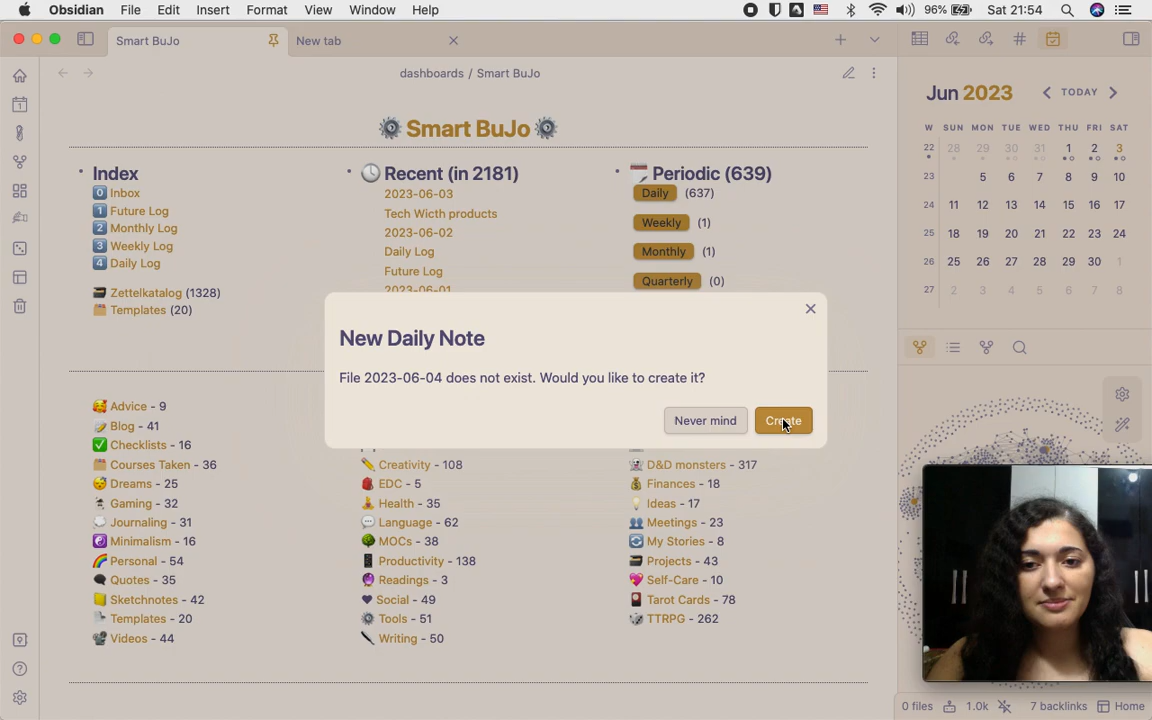 Obsidian File Edit Insert Format View Window Help 96% Sat 21:54
Smart BuJo New tab
dashboards / Smart BuJo
Smart BuJo
Index
0 Inbox
1 Future Log
2 Monthly Log
3 Weekly Log
4 Daily Log
Zettelkatalog (1328)
Templates (20)
Recent (in 2181)
2023-06-03
Tech Wicth products
2023-06-02
Daily Log
Future Log
2023-06-01
Periodic (639)
Daily (637)
Weekly (1)
Monthly (1)
Quarterly (0)
New Daily Note
File 2023-06-04 does not exist. Would you like to create it?
Never mind Create
Advice - 9
Blog - 41
Checklists - 16
Courses Taken - 36
Dreams - 25
Gaming - 32
Journaling - 31
Minimalism - 16
Personal - 54
Quotes - 35
Sketchnotes - 42
Templates - 20
Videos - 44
Creativity - 108
EDC - 5
Health - 35
Language - 62
MOCs - 38
Productivity - 138
Readings - 3
Social - 49
Tools - 51
Writing - 50
D&D monsters - 317
Finances - 18
Ideas - 17
Meetings - 23
My Stories - 8
Projects - 43
Self-Care - 10
Tarot Cards - 78
TTRPG - 262
Jun 2023 TODAY
W SUN MON TUE WED THU FRI SAT
22 28 29 30 31 1 2 3
23 5 6 7 8 9 10
24 11 12 13 14 15 16 17
25 18 19 20 21 22 23 24
26 25 26 27 28 29 30 1
27 2 3 4 5 6 7 8
0 files 1.0k 7 backlinks Home